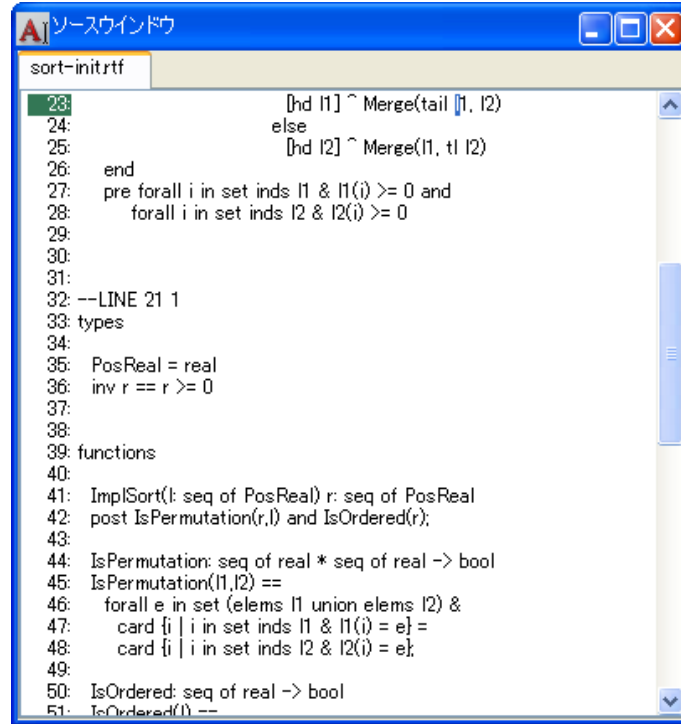 ソースウインドウ
sort-init.rtf
23: [hd l1] ^ Merge(tail l1, l2)
24: else
25: [hd l2] ^ Merge(l1, tl l2)
26: end
27: pre forall i in set inds l1 & l1(i) >= 0 and
28: forall i in set inds l2 & l2(i) >= 0
29:
30:
31:
32: --LINE 21 1
33: types
34:
35: PosReal = real
36: inv r == r >= 0
37:
38:
39: functions
40:
41: ImplSort(l: seq of PosReal) r: seq of PosReal
42: post IsPermutation(r,l) and IsOrdered(r);
43:
44: IsPermutation: seq of real * seq of real -> bool
45: IsPermutation(l1,l2) ==
46: forall e in set (elems l1 union elems l2) &
47: card {i | i in set inds l1 & l1(i) = e} =
48: card {i | i in set inds l2 & l2(i) = e};
49:
50: IsOrdered: seq of real -> bool
51: IsOrdered(l) ==